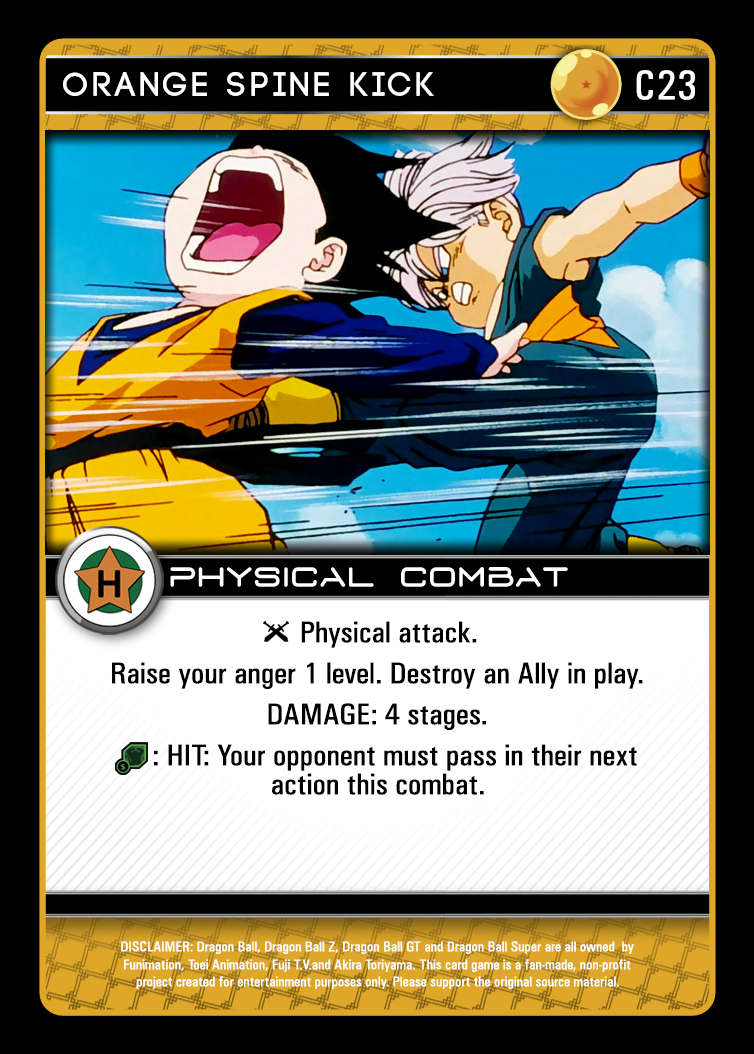 ORANGE SPINE KICK C23
H PHYSICAL COMBAT
Physical attack.
Raise your anger 1 level. Destroy an Ally in play.
DAMAGE: 4 stages.
S : HIT: Your opponent must pass in their next
action this combat.
DISCLAIMER: Dragon Ball, Dragon Ball Z, Dragon Ball GT and Dragon Ball Super are all owned by
Funimation, Toei Animation, Fuji T.V.and Akira Toriyama. This card game is a fan-made, non-profit
project created for entertainment purposes only. Please support the original source material.